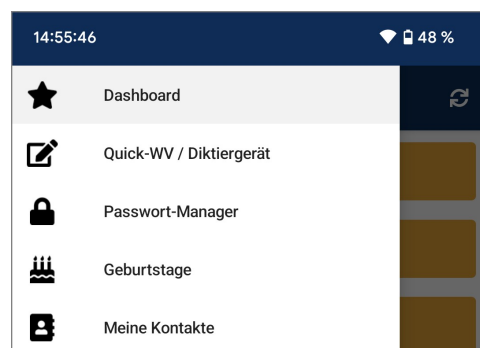 14:55:46 48 %
Dashboard
Quick-WV / Diktiergerät
Passwort-Manager
Geburtstage
Meine Kontakte